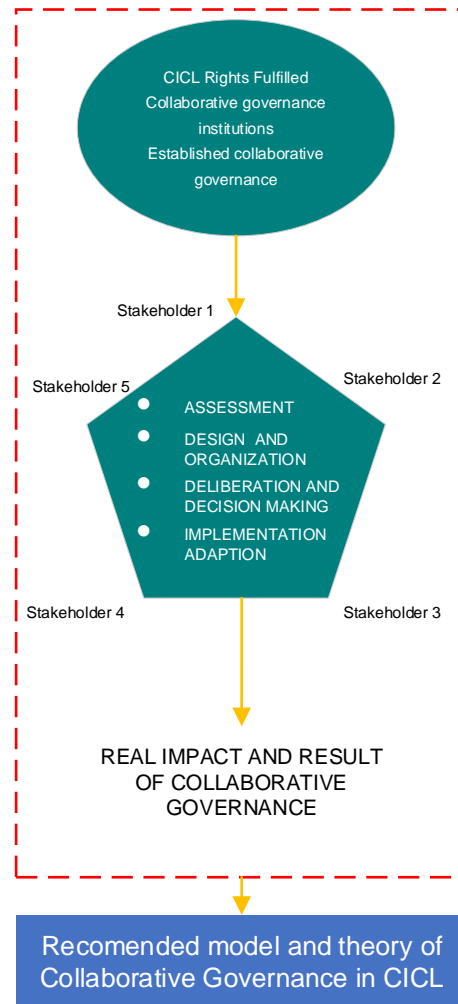 CICL Rights Fulfilled
Collaborative governance
institutions
Established collaborative
governance
Stakeholder 1
Stakeholder 2
Stakeholder 5
ASSESSMENT
DESIGN AND
ORGANIZATION
DELIBERATION AND
DECISION MAKING
IMPLEMENTATION
ADAPTION
Stakeholder 4
Stakeholder 3
REAL IMPACT AND RESULT
OF COLLABORATIVE
GOVERNANCE
Recomended model and theory of
Collaborative Governance in CICL